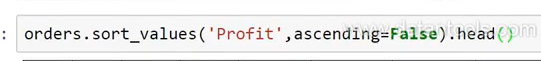 : orders.sort_values('Profit',ascending=False).head()